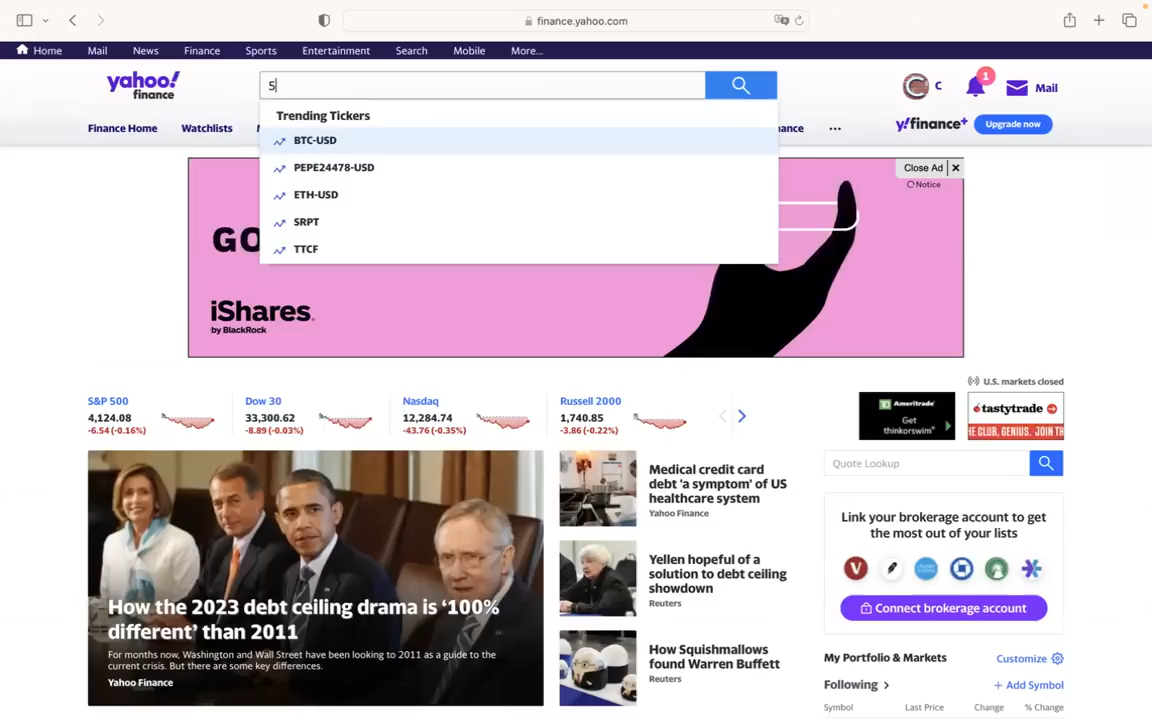 finance.yahoo.com
Home Mail News Finance Sports Entertainment Search Mobile More...
yahoo!
finance
5
C
1
Mail
Finance Home Watchlists
ance
...
y!finance+
Upgrade now
Trending Tickers
BTC-USD
PEPE24478-USD
ETH-USD
SRPT
TTCF
Close Ad
Notice
GO
iShares.
by BlackRock
U.S. markets closed
S&P 500
4,124.08
-6.54 (-0.16%)
Dow 30
33,300.62
-8.89 (-0.03%)
Nasdaq
12,284.74
-43.76 (-0.35%)
Russell 2000
1,740.85
-3.86 (-0.22%)
Ameritrade
Get
thinkorswim
tastytrade
HE CLUB, GENIUS. JOIN TH
How the 2023 debt ceiling drama is ‘100%
different’ than 2011
For months now, Washington and Wall Street have been looking to 2011 as a guide to the
current crisis. But there are some key differences.
Yahoo Finance
Medical credit card
debt 'a symptom' of US
healthcare system
Yahoo Finance
Yellen hopeful of a
solution to debt ceiling
showdown
Reuters
How Squishmallows
found Warren Buffett
Reuters
Quote Lookup
Link your brokerage account to get
the most out of your lists
Connect brokerage account
My Portfolio & Markets
Customize
Following
+ Add Symbol
Symbol Last Price Change % Change